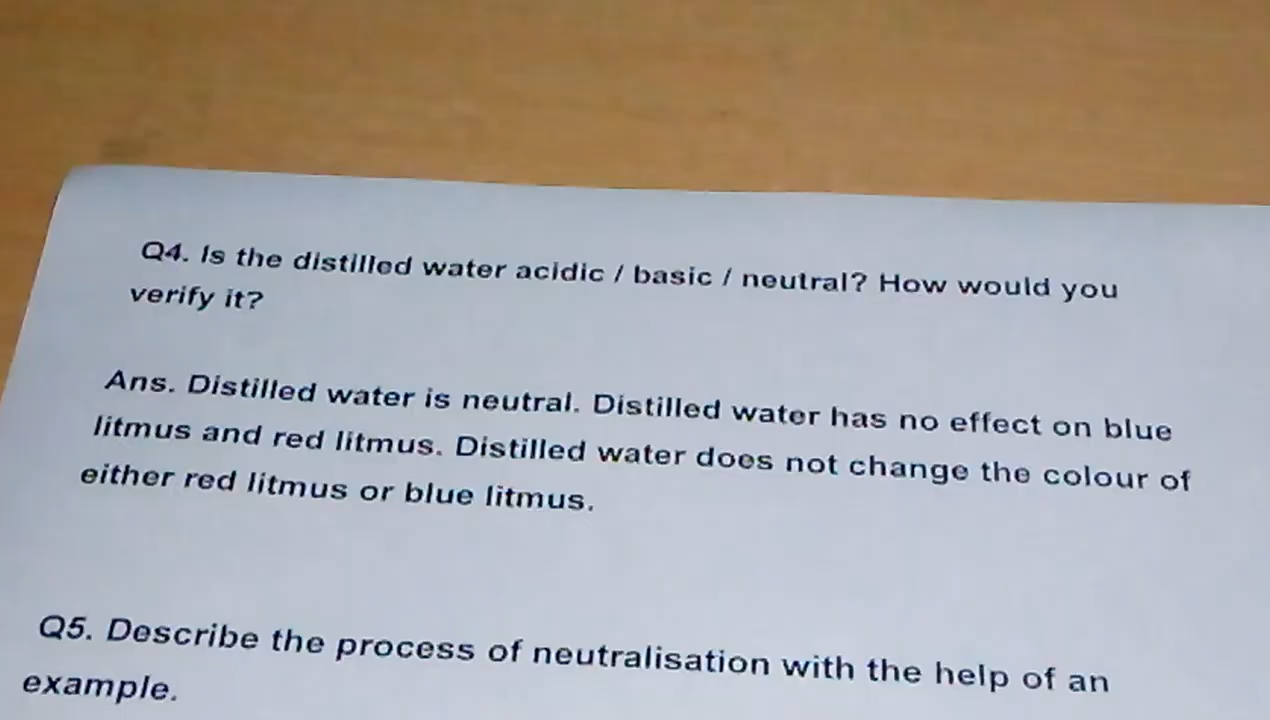 Q4. Is the distilled water acidic / basic / neutral? How would you
verify it?
Ans. Distilled water is neutral. Distilled water has no effect on blue
litmus and red litmus. Distilled water does not change the colour of
either red litmus or blue litmus.
Q5. Describe the process of neutralisation with the help of an
example.